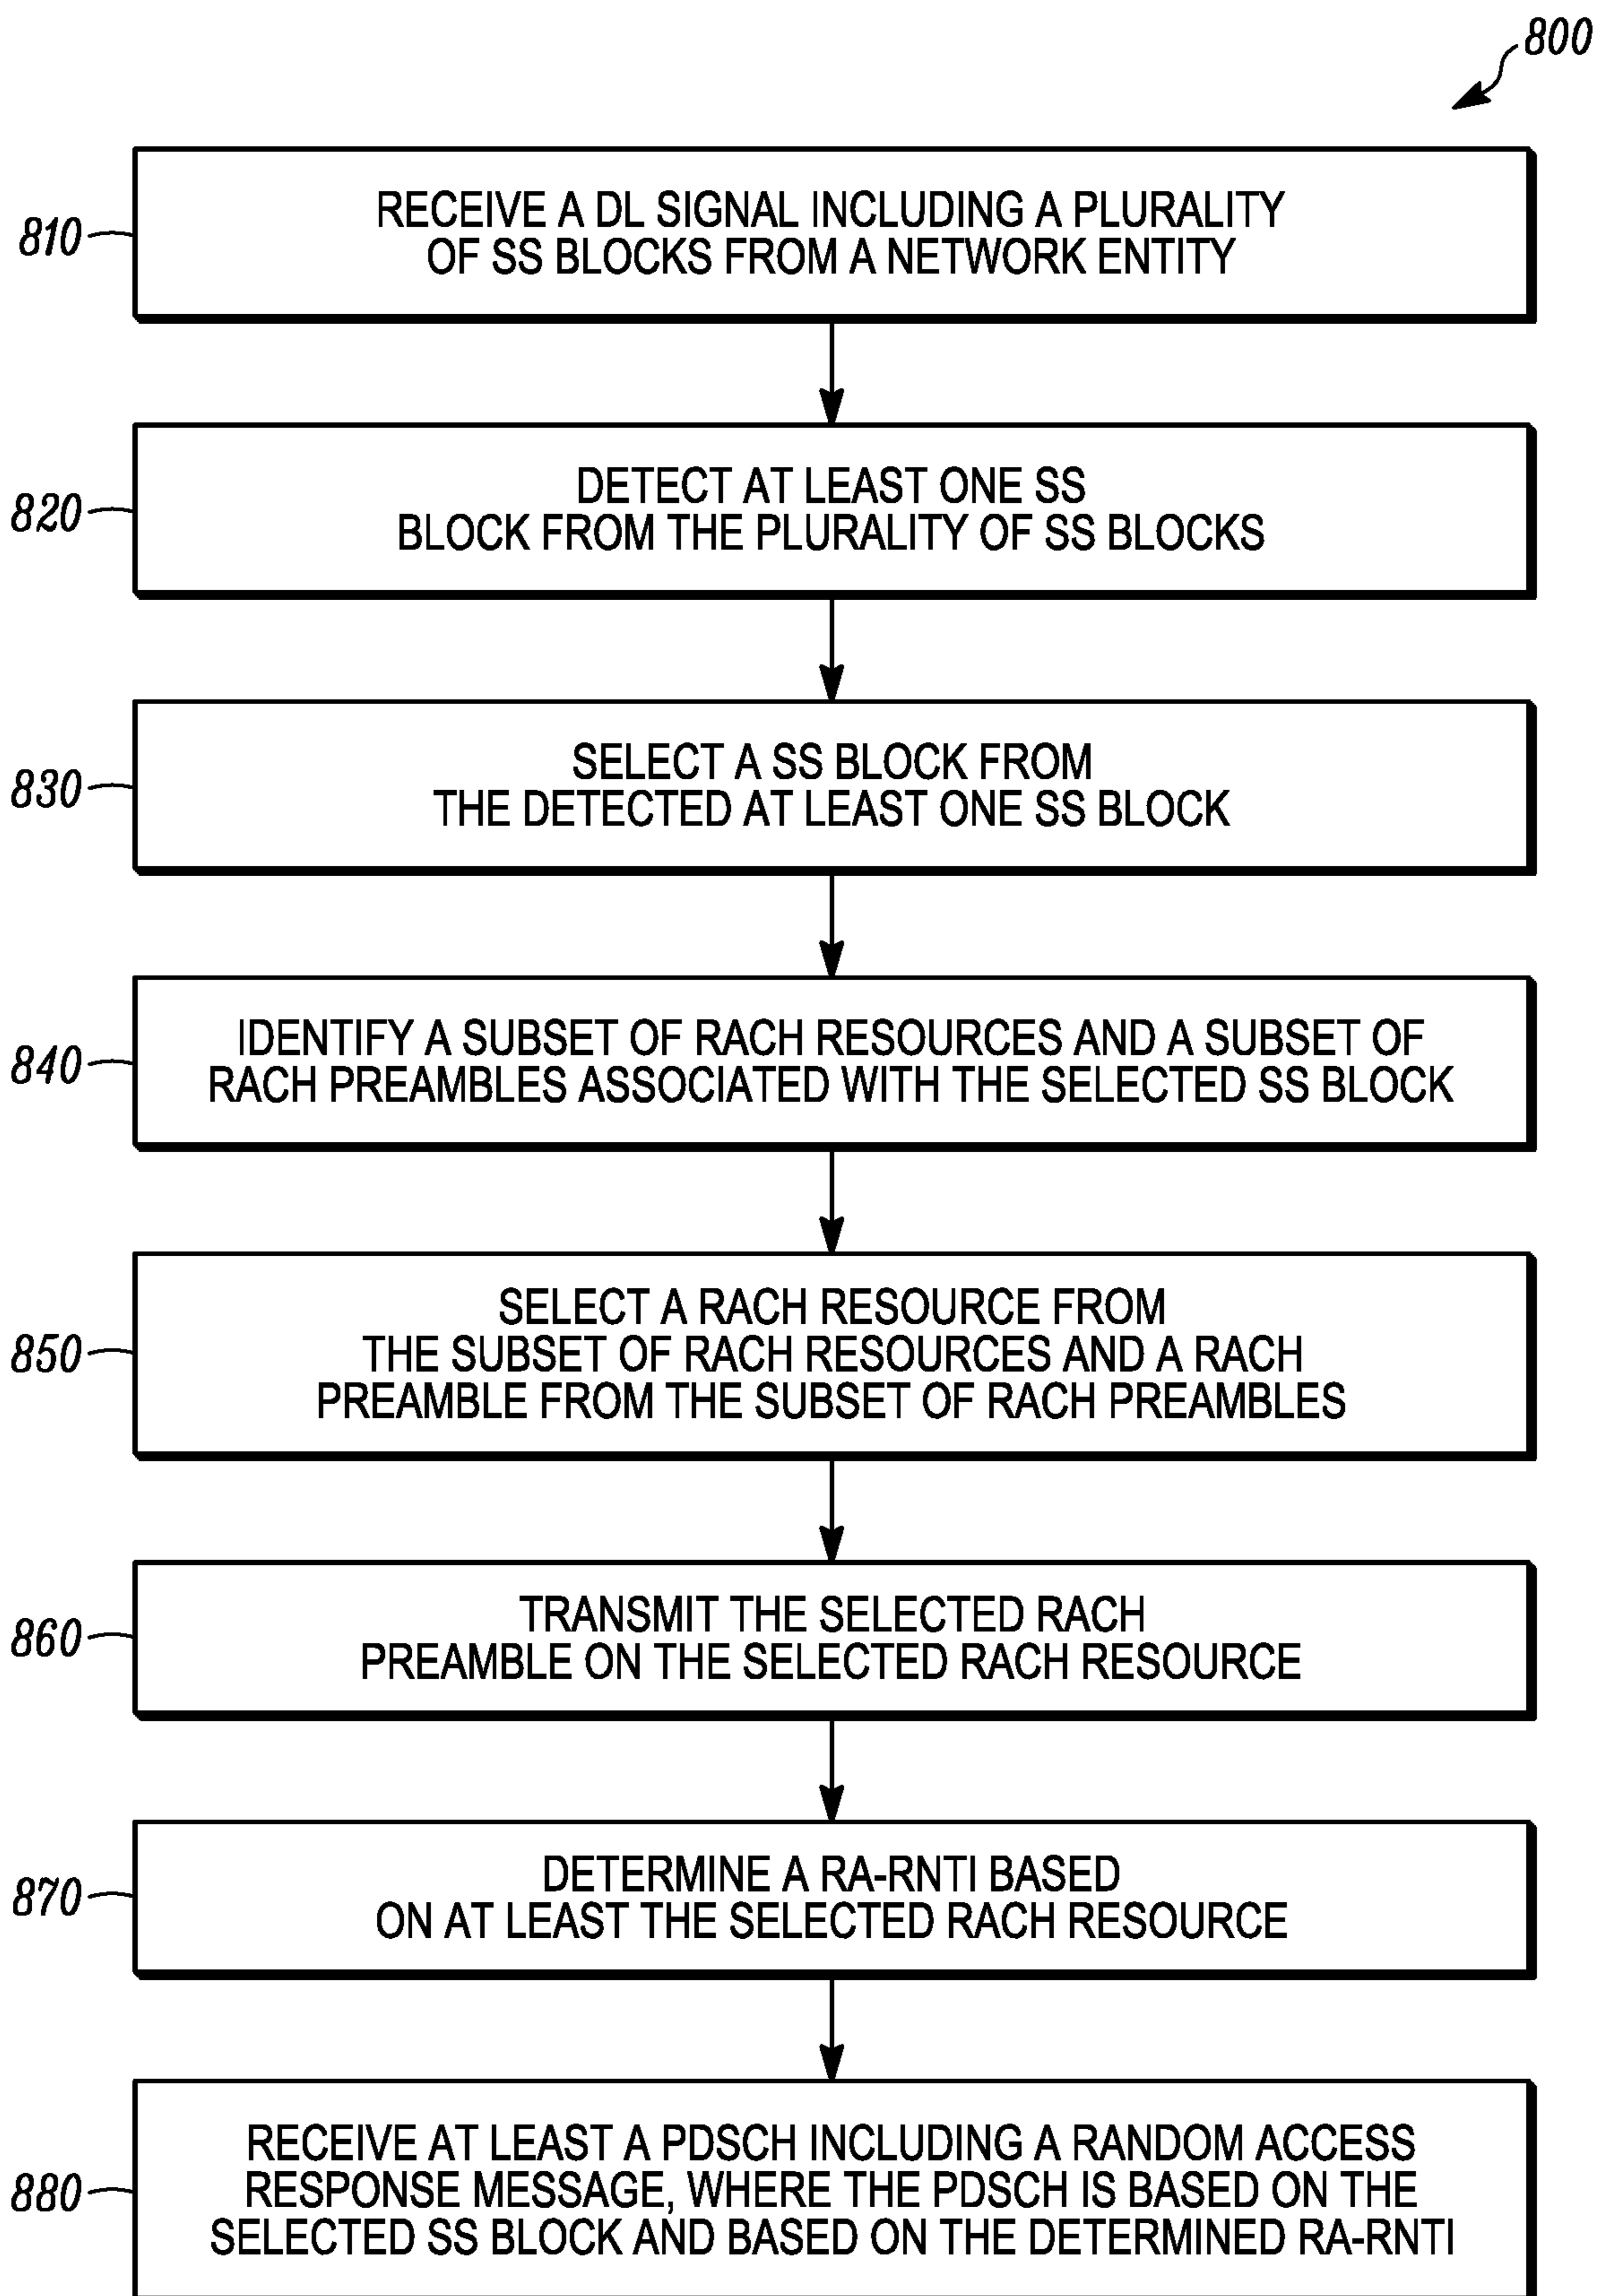 800
810
RECEIVE A DL SIGNAL INCLUDING A PLURALITY
OF SS BLOCKS FROM A NETWORK ENTITY
820
DETECT AT LEAST ONE SS
BLOCK FROM THE PLURALITY OF SS BLOCKS
830
SELECT A SS BLOCK FROM
THE DETECTED AT LEAST ONE SS BLOCK
840
IDENTIFY A SUBSET OF RACH RESOURCES AND A SUBSET OF
RACH PREAMBLES ASSOCIATED WITH THE SELECTED SS BLOCK
850
SELECT A RACH RESOURCE FROM
THE SUBSET OF RACH RESOURCES AND A RACH
PREAMBLE FROM THE SUBSET OF RACH PREAMBLES
860
TRANSMIT THE SELECTED RACH
PREAMBLE ON THE SELECTED RACH RESOURCE
870
DETERMINE A RA-RNTI BASED
ON AT LEAST THE SELECTED RACH RESOURCE
880
RECEIVE AT LEAST A PDSCH INCLUDING A RANDOM ACCESS
RESPONSE MESSAGE, WHERE THE PDSCH IS BASED ON THE
SELECTED SS BLOCK AND BASED ON THE DETERMINED RA-RNTI